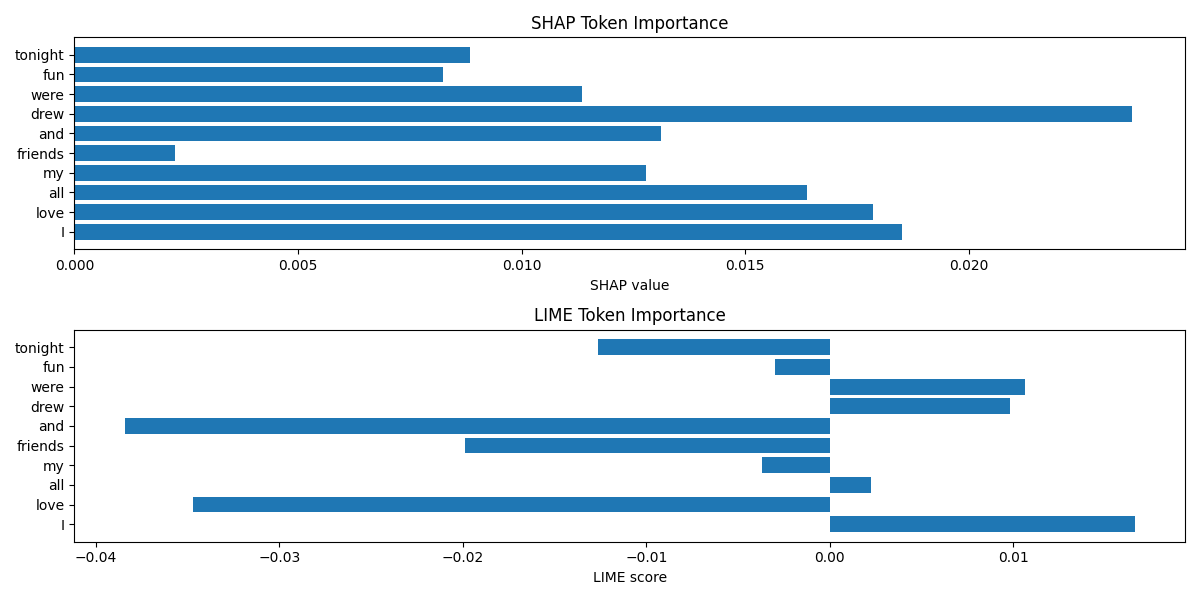 SHAP Token Importance
tonight
fun
were
drew
and
friends
my
all
love
I
0.000 0.005 0.010 0.015 0.020
SHAP value
LIME Token Importance
tonight
fun
were
drew
and
friends
my
all
love
I
−0.04 −0.03 −0.02 −0.01 0.00 0.01
LIME score